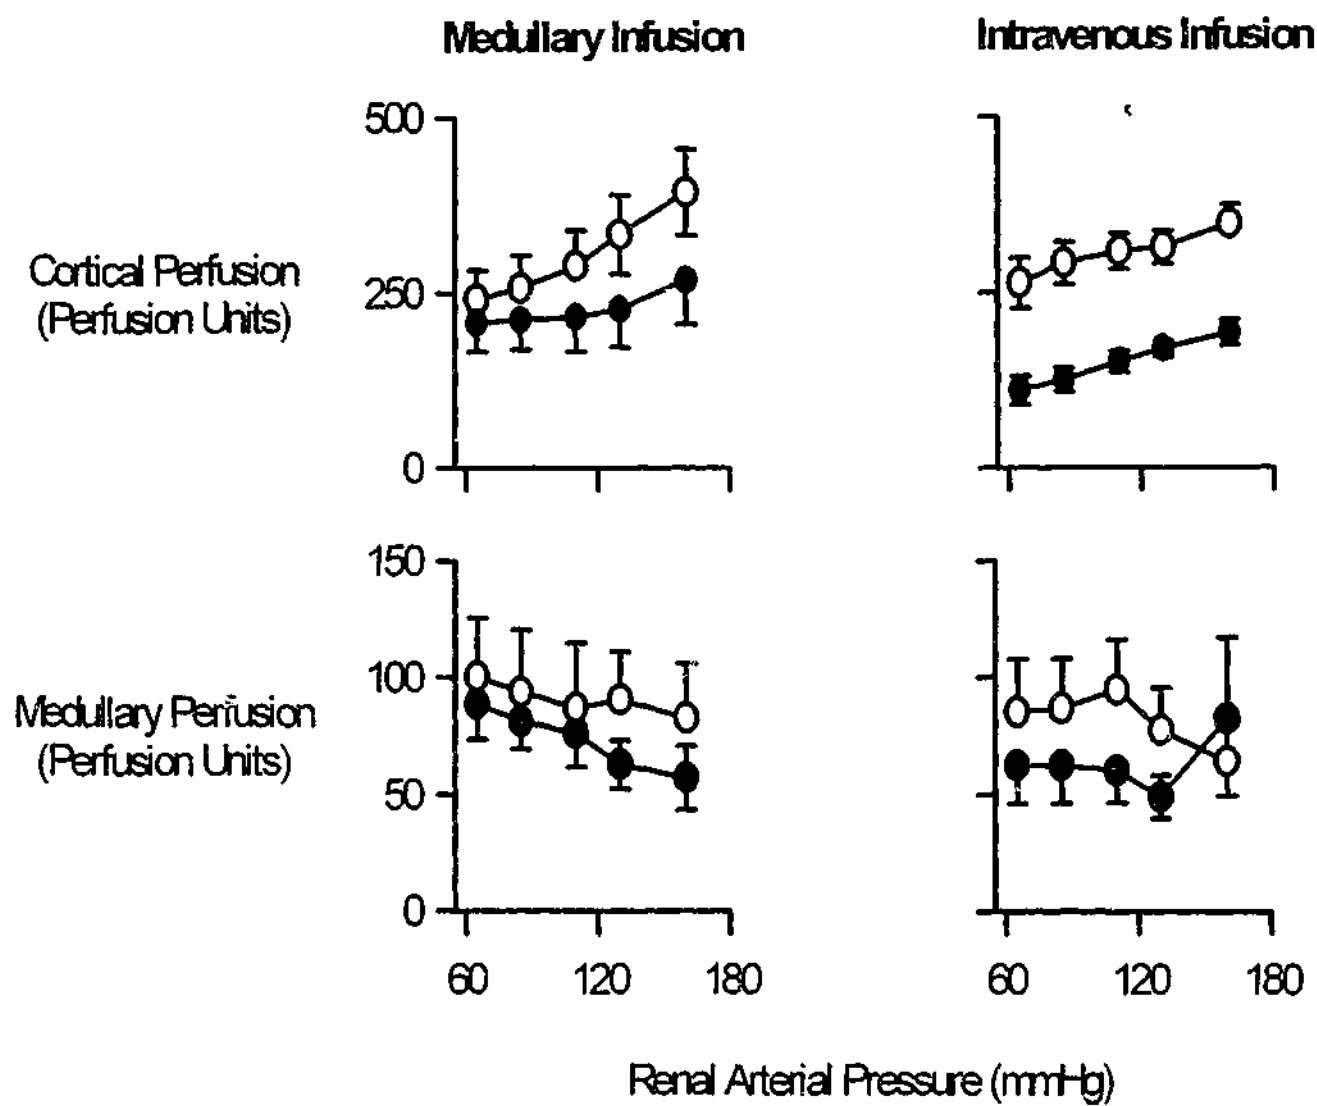 Medullary Infusion
Intravenous Infusion
500
250
0
Cortical Perfusion
(Perfusion Units)
150
100
50
0
Medullary Perfusion
(Perfusion Units)
60 120 180
60 120 180
Renal Arterial Pressure (mmHg)